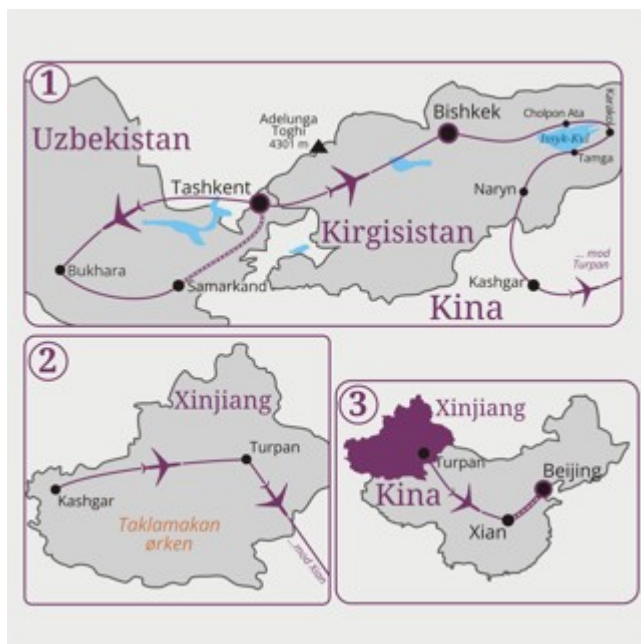 1
Uzbekistan
Adelunga
Toghi
4301 m
Bishkek
Cholpon Ata
Karakol
Issyk-Kul
Tamga
Tashkent
Naryn
Kirgisistan
Bukhara
Samarkand
Kashgar
... mod
Turpan
Kina
2
Xinjiang
Turpan
Kashgar
Taklamakan
ørken
...mod Xian
3
Xinjiang
Turpan
Beijing
Kina
Xian